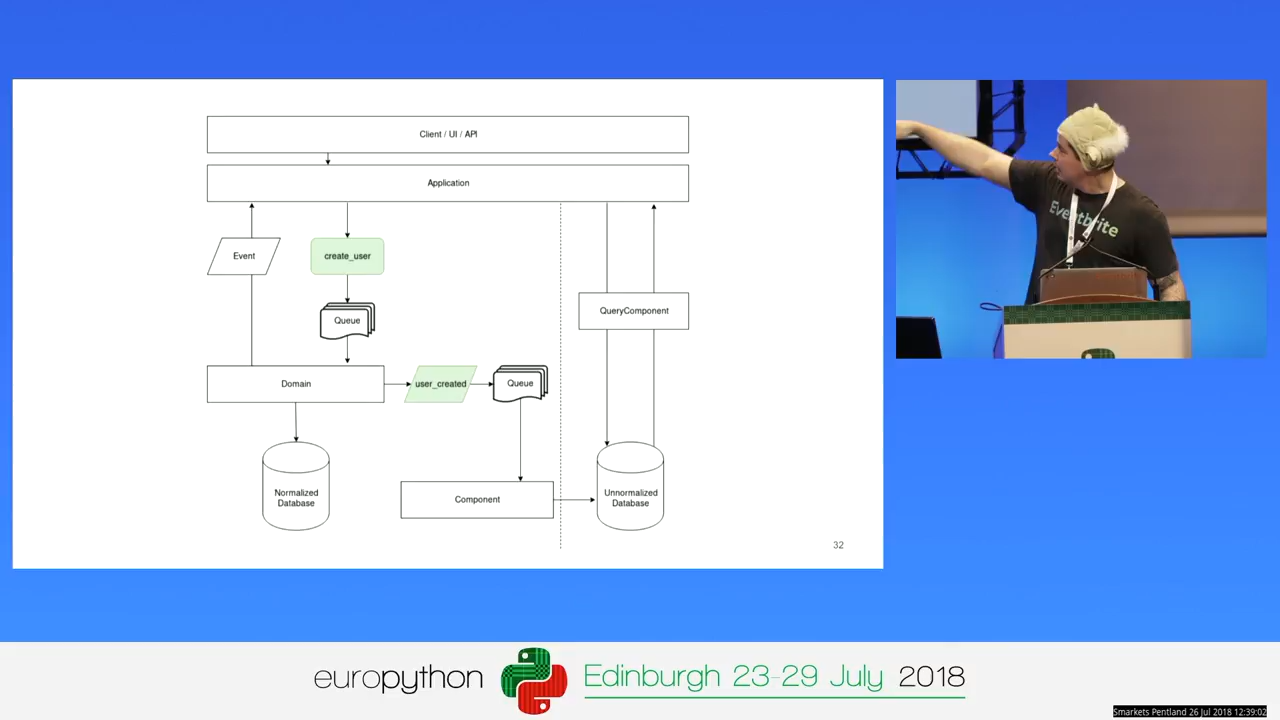 Client / UI / API
Application
Event
create_user
Queue
QueryComponent
Domain
user_created
Queue
Normalized
Database
Component
Unnormalized
Database
32
Eventbrite
europython
Edinburgh 23-29 July 2018
Smarkets Pentland 26 Jul 2018 12:39:02